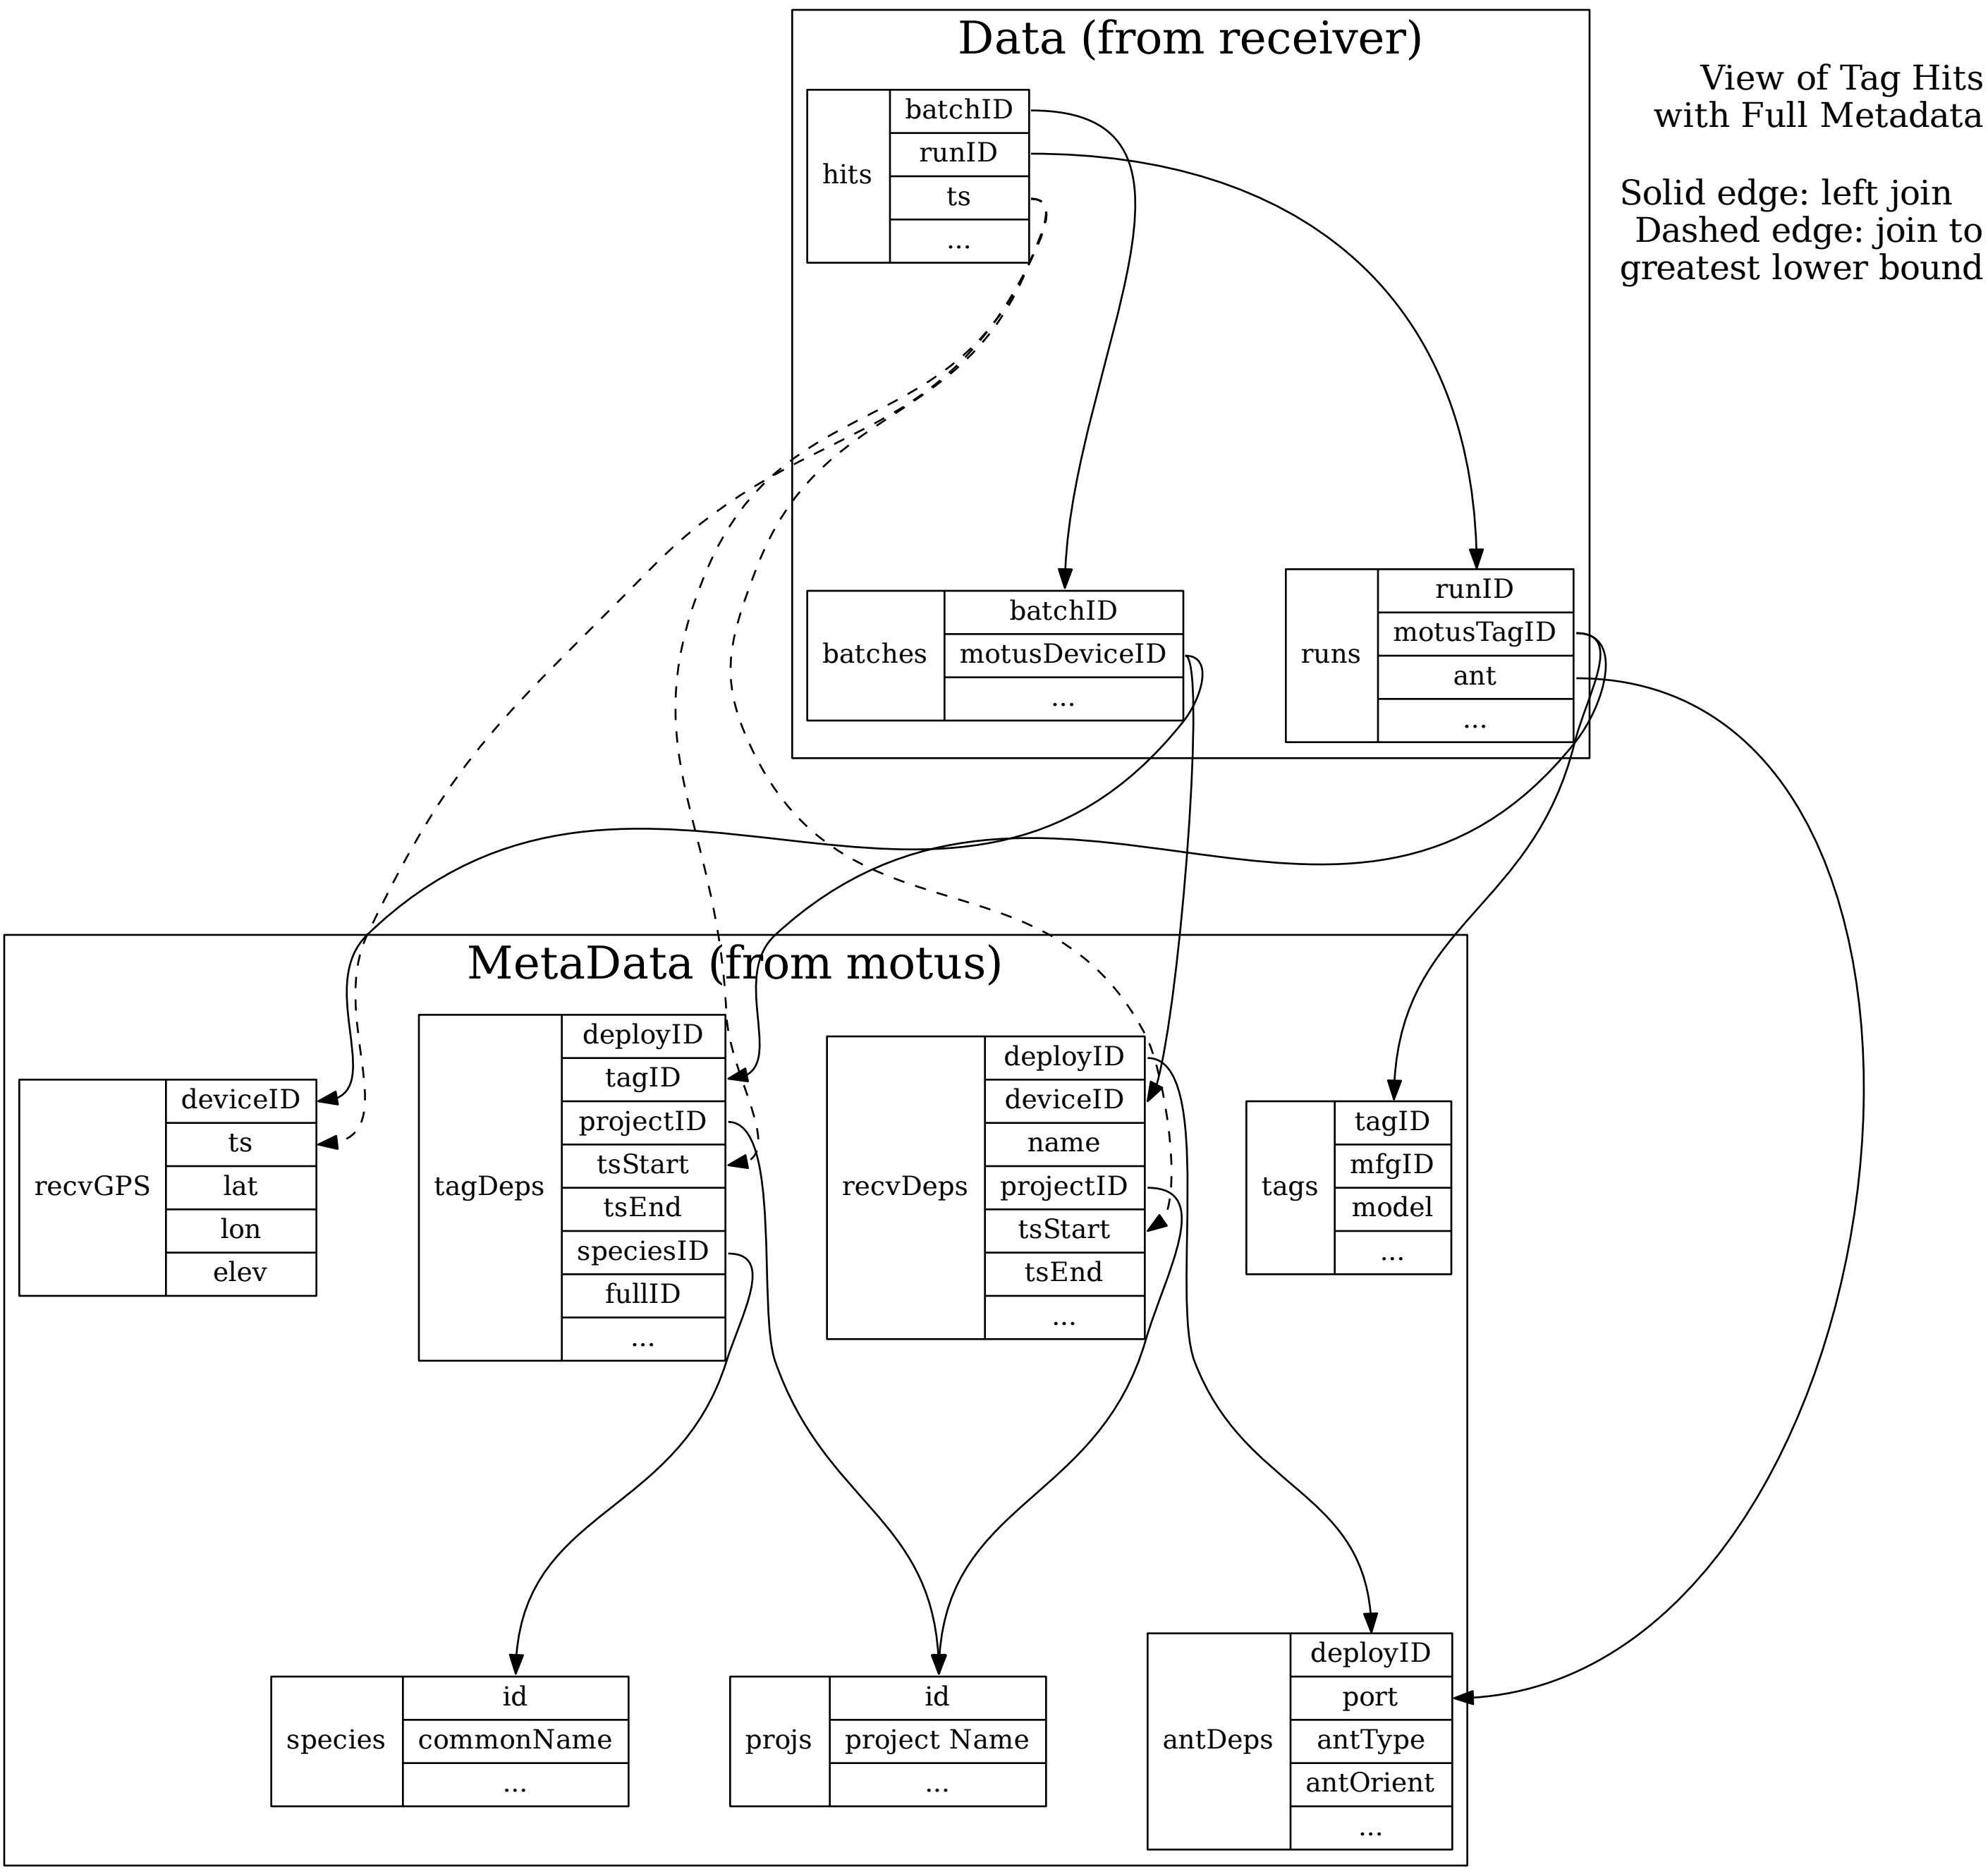 Data (from receiver)
View of Tag Hits
with Full Metadata
Solid edge: left join
Dashed edge: join to
greatest lower bound
hits
batchID
runID
ts
...
batches
batchID
motusDeviceID
...
runs
runID
motusTagID
ant
...
MetaData (from motus)
recvGPS
deviceID
ts
lat
lon
elev
tagDeps
deployID
tagID
projectID
tsStart
tsEnd
speciesID
fullID
...
recvDeps
deployID
deviceID
name
projectID
tsStart
tsEnd
...
tags
tagID
mfgID
model
...
species
id
commonName
...
projs
id
project Name
...
antDeps
deployID
port
antType
antOrient
...